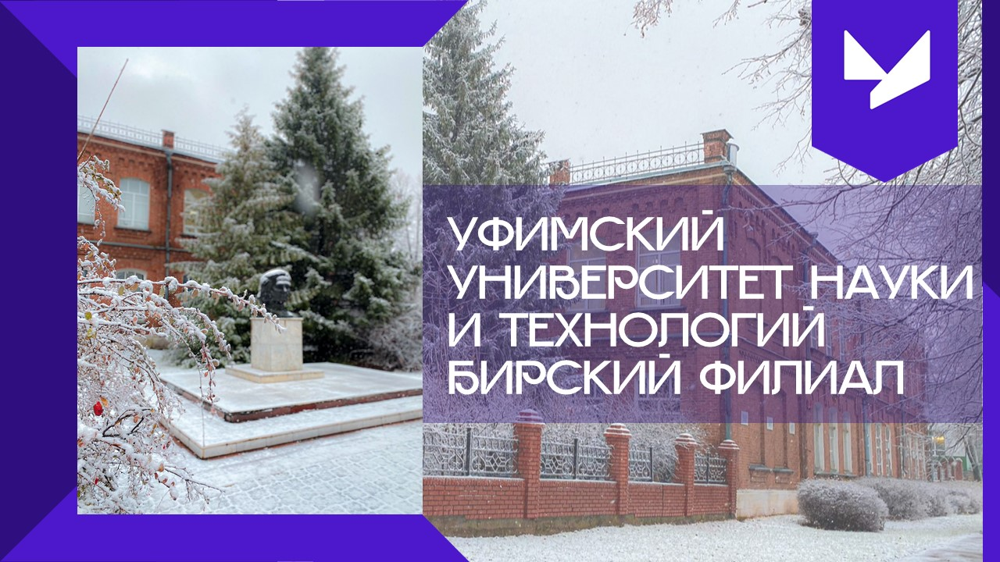 УФИМСКИЙ
УНИВЕРСИТЕТ НАУКИ
И ТЕХНОЛОГИЙ
БИРСКИЙ ФИЛИАЛ